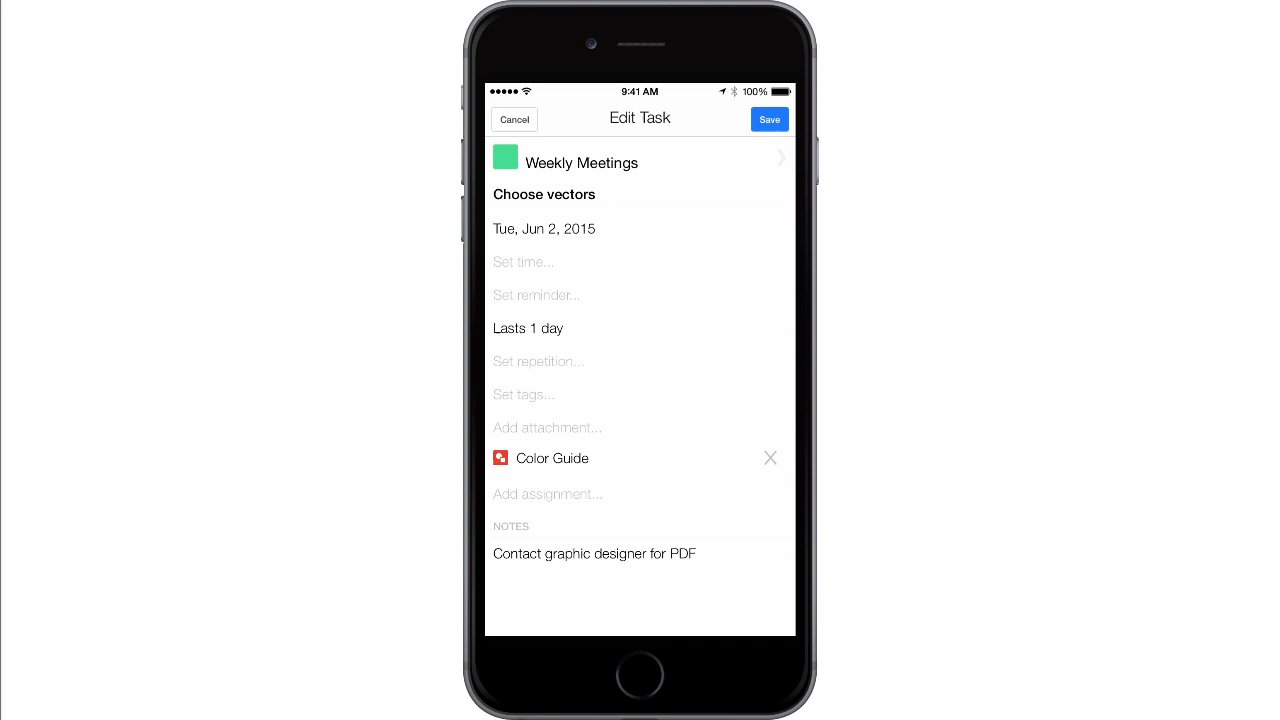 9:41 AM
100%
Cancel
Edit Task
Save
Weekly Meetings
Choose vectors
Tue, Jun 2, 2015
Set time...
Set reminder...
Lasts 1 day
Set repetition...
Set tags...
Add attachment...
Color Guide
Add assignment...
NOTES
Contact graphic designer for PDF